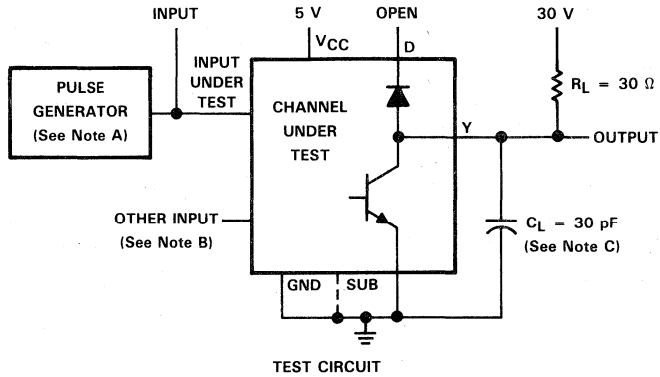 INPUT
5 V
OPEN
30 V
VCC
D
INPUT
UNDER
TEST
PULSE
GENERATOR
(See Note A)
CHANNEL
UNDER
TEST
RL = 30 Ω
Y
OUTPUT
OTHER INPUT
(See Note B)
CL = 30 pF
(See Note C)
GND
SUB
TEST CIRCUIT